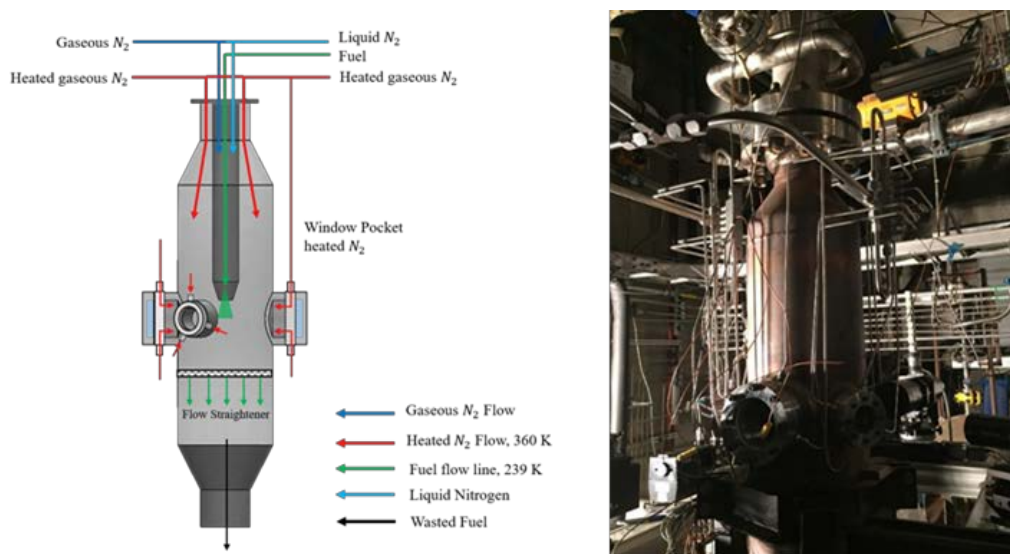 Gaseous N₂
Liquid N₂
Fuel
Heated gaseous N₂
Heated gaseous N₂
Window Pocket
heated N₂
Flow Straightener
Gaseous N₂ Flow
Heated N₂ Flow, 360 K
Fuel flow line, 239 K
Liquid Nitrogen
Wasted Fuel